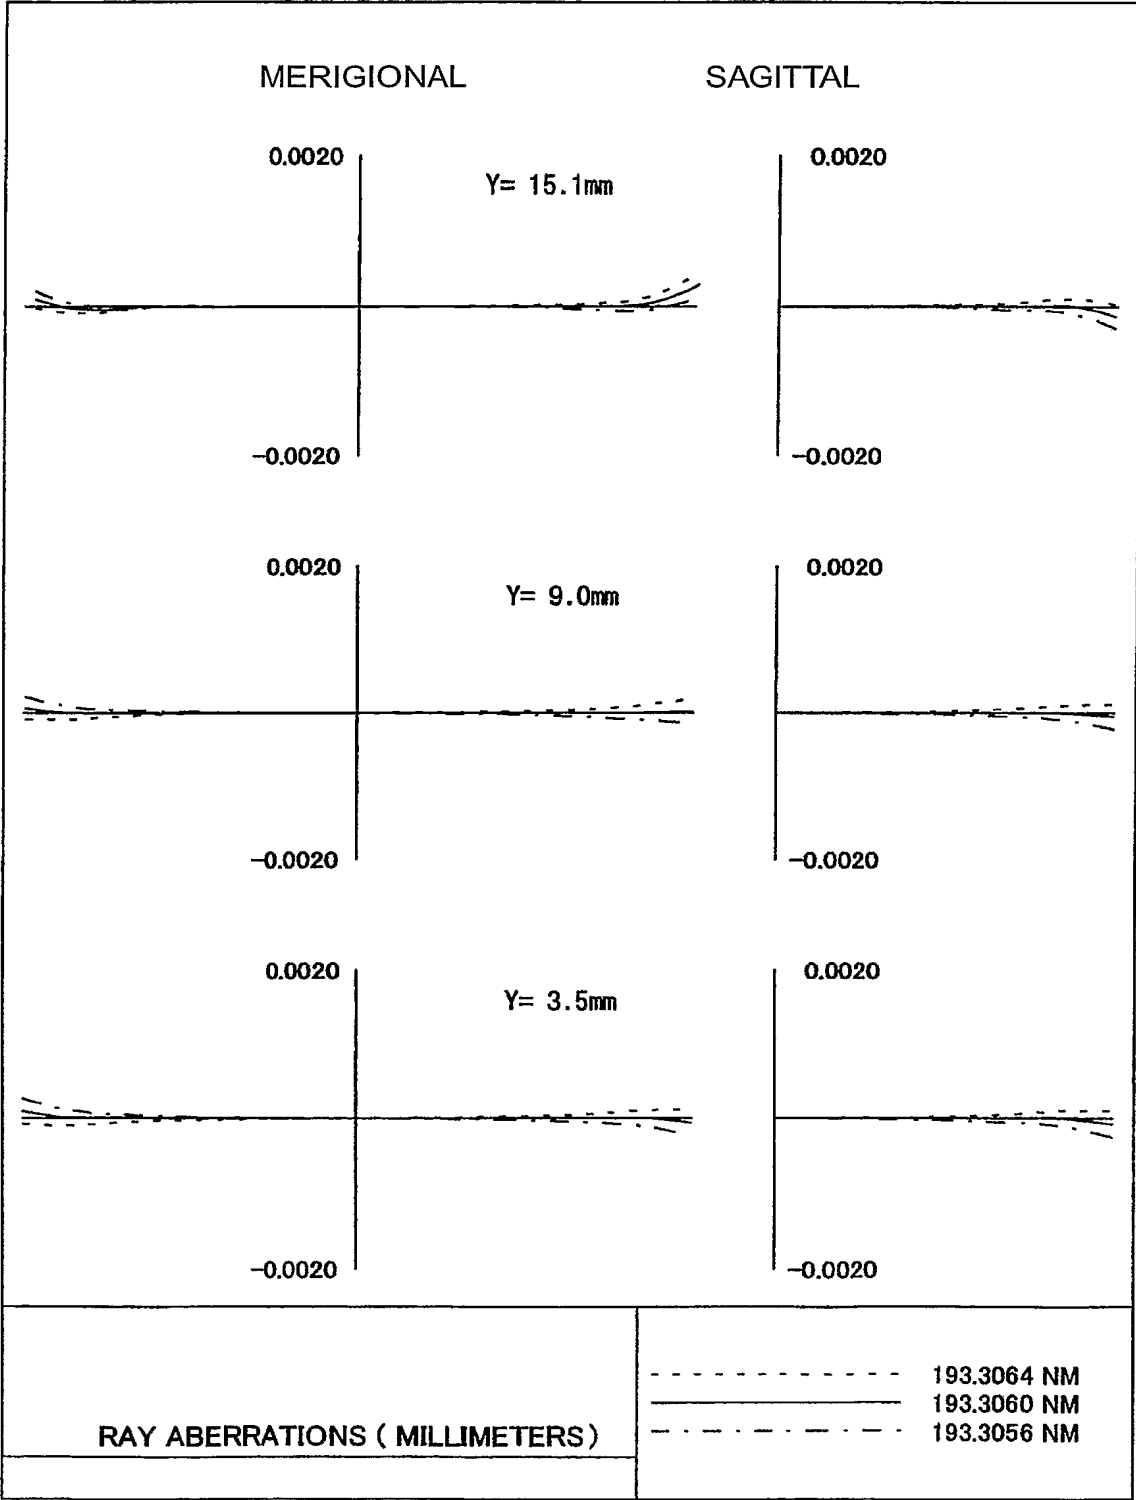 MERIGIONAL SAGITTAL
0.0020 0.0020
Y= 15.1mm
-0.0020 -0.0020
0.0020 0.0020
Y= 9.0mm
-0.0020 -0.0020
0.0020 0.0020
Y= 3.5mm
-0.0020 -0.0020
193.3064 NM
193.3060 NM
193.3056 NM
RAY ABERRATIONS ( MILLIMETERS )